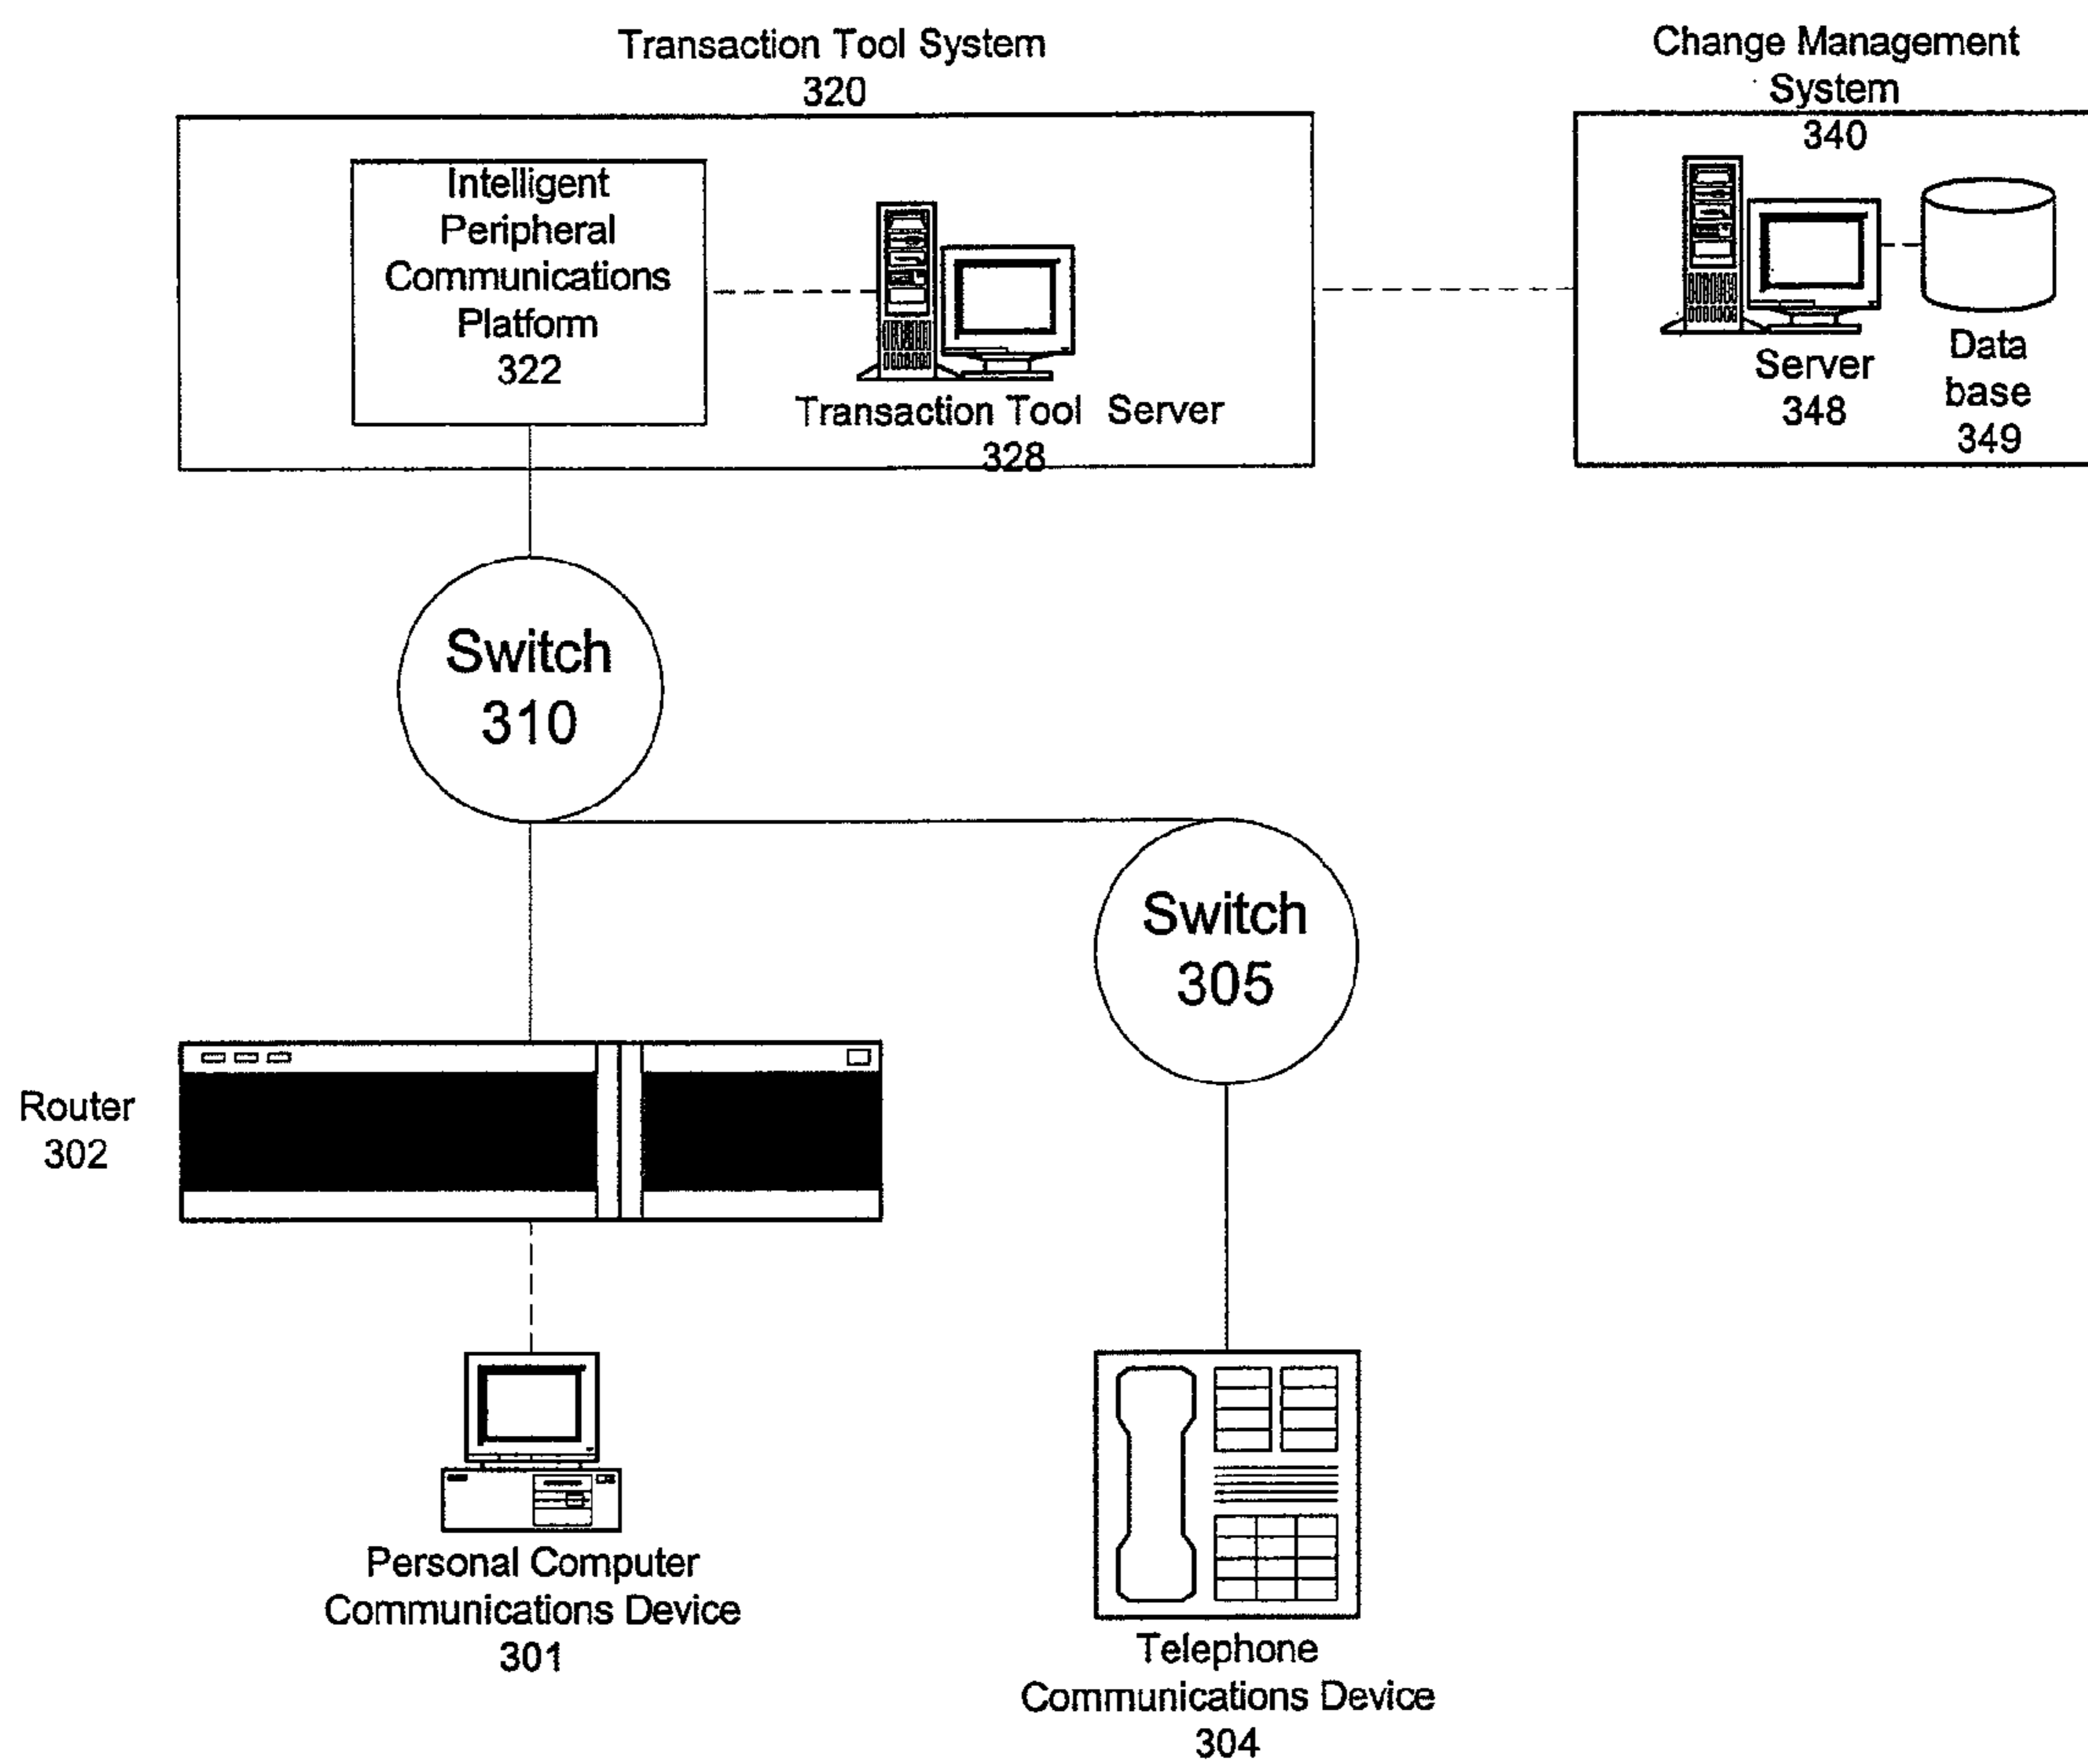 Transaction Tool System
320
Change Management
System
340
Intelligent
Peripheral
Communications
Platform
322
Transaction Tool Server
328
Server
348
Data
base
349
Switch
310
Switch
305
Router
302
Personal Computer
Communications Device
301
Telephone
Communications Device
304